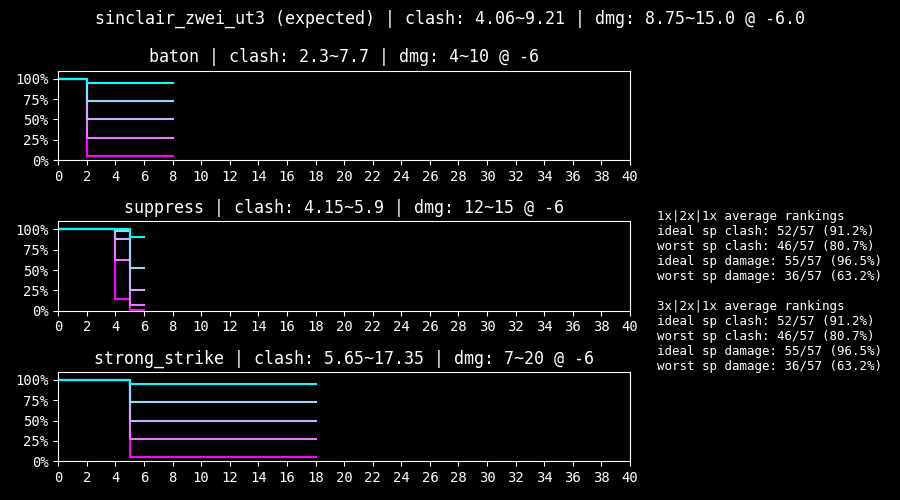 sinclair_zwei_ut3 (expected) | clash: 4.06~9.21 | dmg: 8.75~15.0 @ -6.0
baton | clash: 2.3~7.7 | dmg: 4~10 @ -6
100%
75%
50%
25%
0%
0 2 4 6 8 10 12 14 16 18 20 22 24 26 28 30 32 34 36 38 40
suppress | clash: 4.15~5.9 | dmg: 12~15 @ -6
100%
75%
50%
25%
0%
0 2 4 6 8 10 12 14 16 18 20 22 24 26 28 30 32 34 36 38 40
strong_strike | clash: 5.65~17.35 | dmg: 7~20 @ -6
100%
75%
50%
25%
0%
0 2 4 6 8 10 12 14 16 18 20 22 24 26 28 30 32 34 36 38 40
1x|2x|1x average rankings
ideal sp clash: 52/57 (91.2%)
worst sp clash: 46/57 (80.7%)
ideal sp damage: 55/57 (96.5%)
worst sp damage: 36/57 (63.2%)
3x|2x|1x average rankings
ideal sp clash: 52/57 (91.2%)
worst sp clash: 46/57 (80.7%)
ideal sp damage: 55/57 (96.5%)
worst sp damage: 36/57 (63.2%)